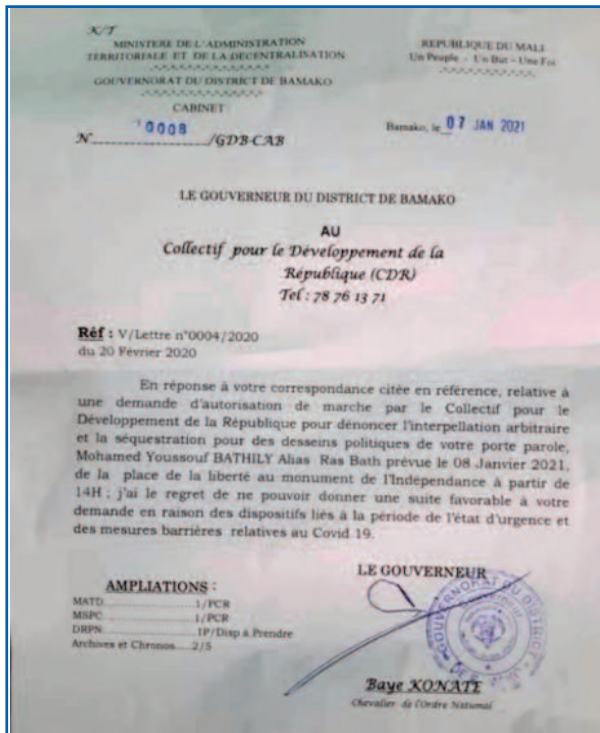 K/T
MINISTERE DE L'ADMINISTRATION
TERRITORIALE ET DE LA DECENTRALISATION
GOUVERNORAT DU DISTRICT DE BAMAKO
CABINET
N 0008 /GDB-CAB
REPUBLIQUE DU MALI
Un Peuple - Un But - Une Foi
Bamako, le 07 JAN 2021
LE GOUVERNEUR DU DISTRICT DE BAMAKO
AU
Collectif pour le Développement de la
République (CDR)
Tel : 78 76 13 71
Réf : V/Lettre n°0004/2020
du 20 Février 2020
En réponse à votre correspondance citée en référence, relative à
une demande d'autorisation de marche par le Collectif pour le
Développement de la République pour dénoncer l'interpellation arbitraire
et la séquestration pour des desseins politiques de votre porte parole,
Mohamed Youssouf BATHILY Alias Ras Bath prévue le 08 Janvier 2021,
de la place de la liberté au monument de l'Indépendance à partir de
14H ; j'ai le regret de ne pouvoir donner une suite favorable à votre
demande en raison des dispositifs liés à la période de l'état d'urgence et
des mesures barrières relatives au Covid 19.
AMPLIATIONS :
MATD 1/PCR
MSPC 1/PCR
DRPN 1P/Disp à Prendre
Archives et Chronos 2/5
LE GOUVERNEUR
GOUVERNORAT DU DISTRICT
Baye KONATE
Chevalier de l'Ordre National